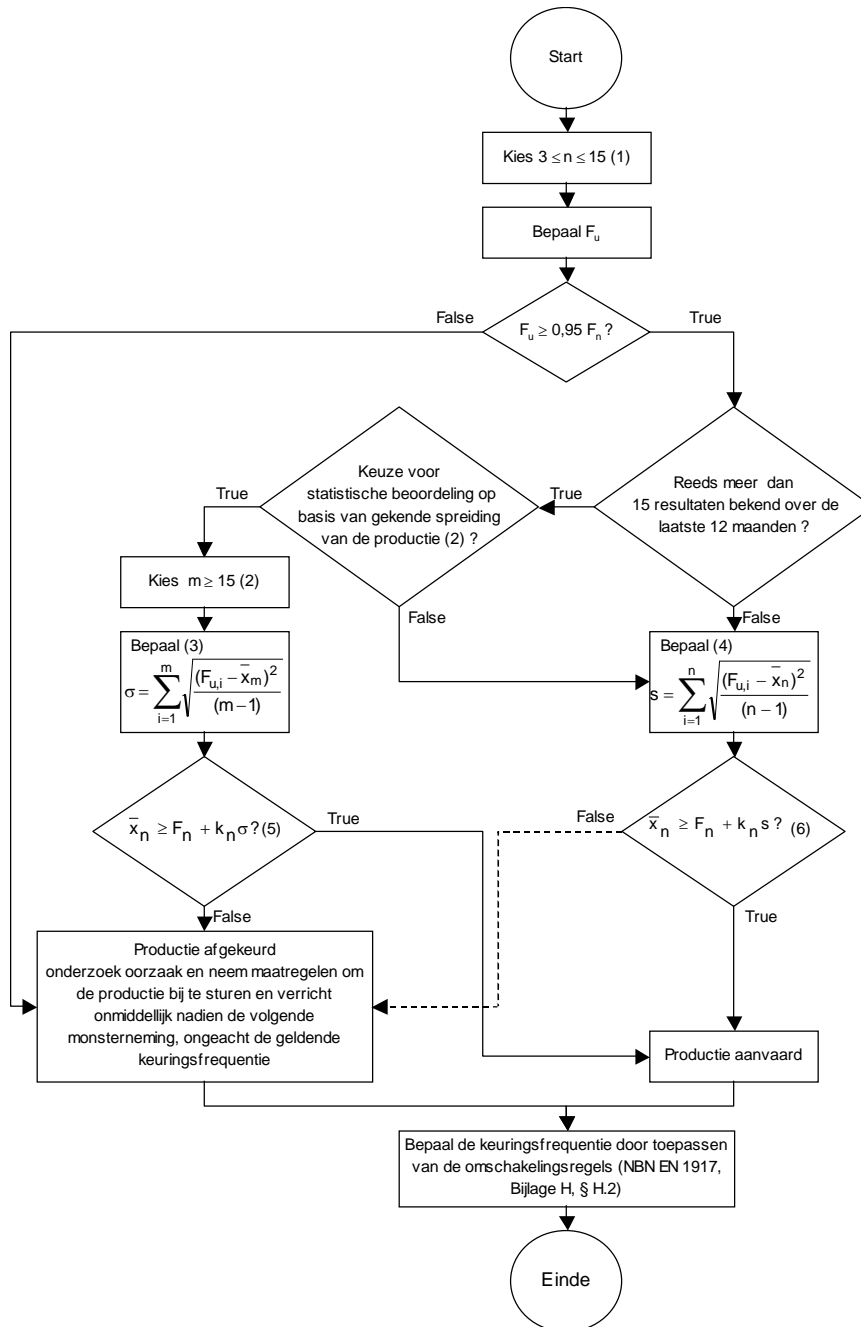 Start
Kies 3 ≤ n ≤ 15 (1)
Bepaal Fu
False
True
Fu ≥ 0,95 Fn ?
Keuze voor
statistische beoordeling op
basis van gekende spreiding
van de productie (2) ?
True
True
Reeds meer dan
15 resultaten bekend over de
laatste 12 maanden ?
Kies m ≥ 15 (2)
False
False
Bepaal (3)
σ = ∑_{i=1}^{m} √((Fu,i − x̄m)² / (m−1))
Bepaal (4)
s = ∑_{i=1}^{n} √((Fu,i − x̄n)² / (n−1))
x̄n ≥ Fn + knσ ? (5)
True
False
x̄n ≥ Fn + kns ? (6)
False
True
Productie afgekeurd
onderzoek oorzaak en neem maatregelen om
de productie bij te sturen en verricht
onmiddellijk nadien de volgende
monsterneming, ongeacht de geldende
keuringsfrequentie
Productie aanvaard
Bepaal de keuringsfrequentie door toepassen
van de omschakelingsregels (NBN EN 1917,
Bijlage H, § H.2)
Einde